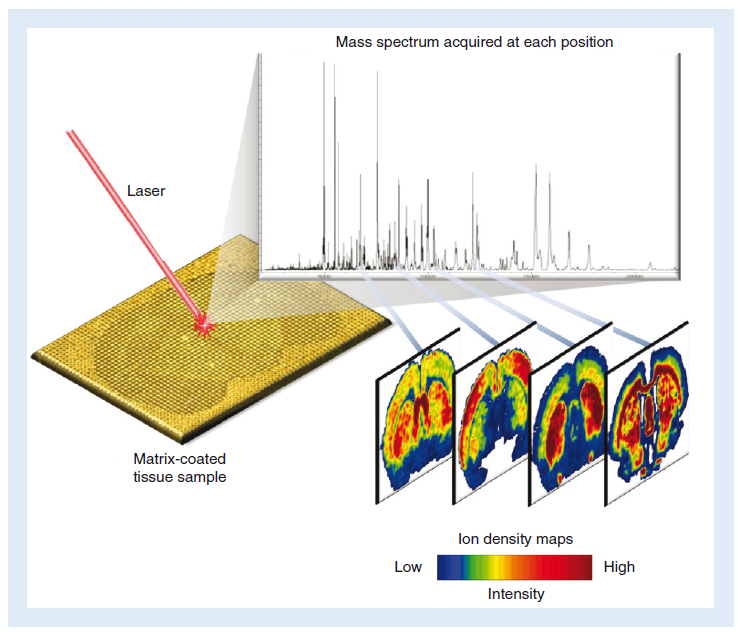 Mass spectrum acquired at each position
Laser
Matrix-coated
tissue sample
Ion density maps
Low
High
Intensity